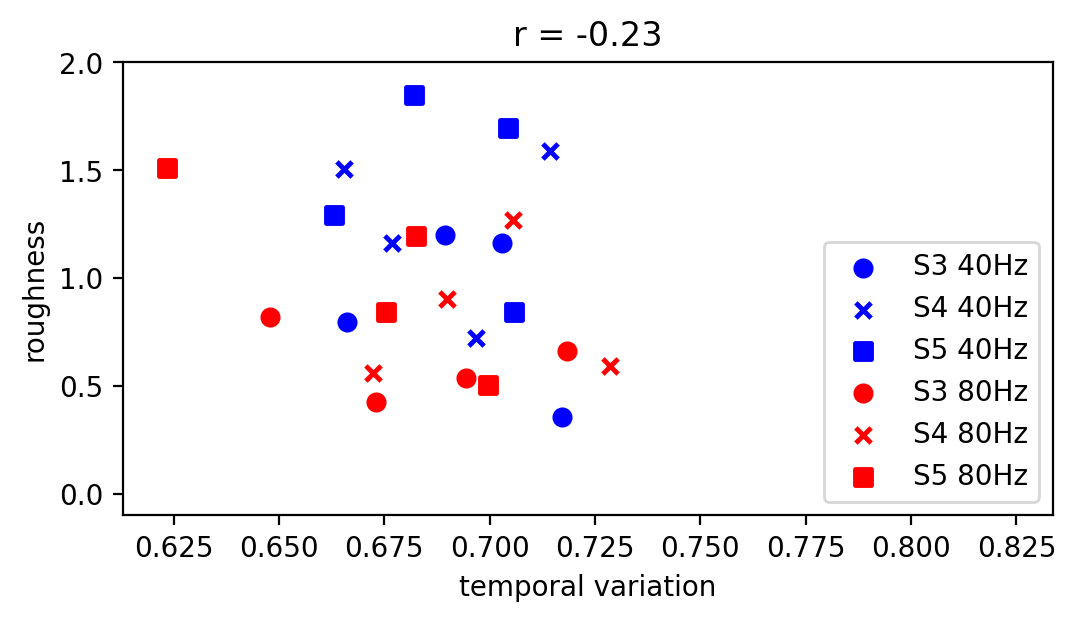 r = -0.23
roughness
2.0
1.5
1.0
0.5
0.0
0.625 0.650 0.675 0.700 0.725 0.750 0.775 0.800 0.825
temporal variation
S3 40Hz
S4 40Hz
S5 40Hz
S3 80Hz
S4 80Hz
S5 80Hz